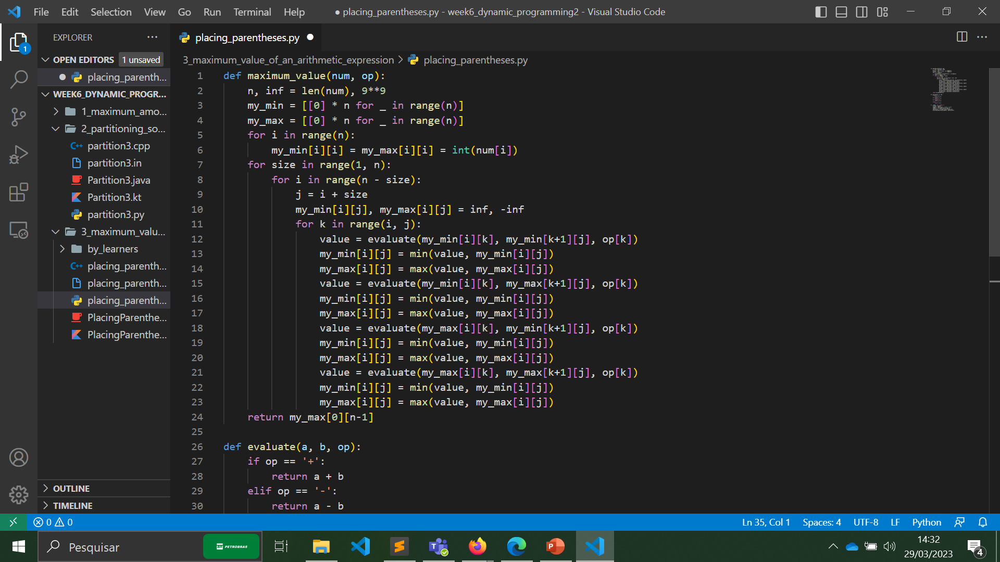 File Edit Selection View Go Run Terminal Help
● placing_parentheses.py - week6_dynamic_programming2 - Visual Studio Code
EXPLORER
OPEN EDITORS 1 unsaved
placing_parenth...
WEEK6_DYNAMIC_PROGR...
1_maximum_amo...
2_partitioning_so...
partition3.cpp
partition3.in
Partition3.java
Partition3.kt
partition3.py
3_maximum_valu...
by_learners
placing_parenth...
placing_parenth...
placing_parenth...
PlacingParenthe...
PlacingParenthe...
OUTLINE
TIMELINE
1
placing_parentheses.py
3_maximum_value_of_an_arithmetic_expression > placing_parentheses.py
1 def maximum_value(num, op):
2 n, inf = len(num), 9**9
3 my_min = [[0] * n for _ in range(n)]
4 my_max = [[0] * n for _ in range(n)]
5 for i in range(n):
6 my_min[i][i] = my_max[i][i] = int(num[i])
7 for size in range(1, n):
8 for i in range(n - size):
9 j = i + size
10 my_min[i][j], my_max[i][j] = inf, -inf
11 for k in range(i, j):
12 value = evaluate(my_min[i][k], my_min[k+1][j], op[k])
13 my_min[i][j] = min(value, my_min[i][j])
14 my_max[i][j] = max(value, my_max[i][j])
15 value = evaluate(my_min[i][k], my_max[k+1][j], op[k])
16 my_min[i][j] = min(value, my_min[i][j])
17 my_max[i][j] = max(value, my_max[i][j])
18 value = evaluate(my_max[i][k], my_min[k+1][j], op[k])
19 my_min[i][j] = min(value, my_min[i][j])
20 my_max[i][j] = max(value, my_max[i][j])
21 value = evaluate(my_max[i][k], my_max[k+1][j], op[k])
22 my_min[i][j] = min(value, my_min[i][j])
23 my_max[i][j] = max(value, my_max[i][j])
24 return my_max[0][n-1]
25
26 def evaluate(a, b, op):
27 if op == '+':
28 return a + b
29 elif op == '-':
30 return a - b
0 0
Ln 35, Col 1 Spaces: 4 UTF-8 LF Python
Pesquisar
PETROBRAS
14:32
29/03/2023
4